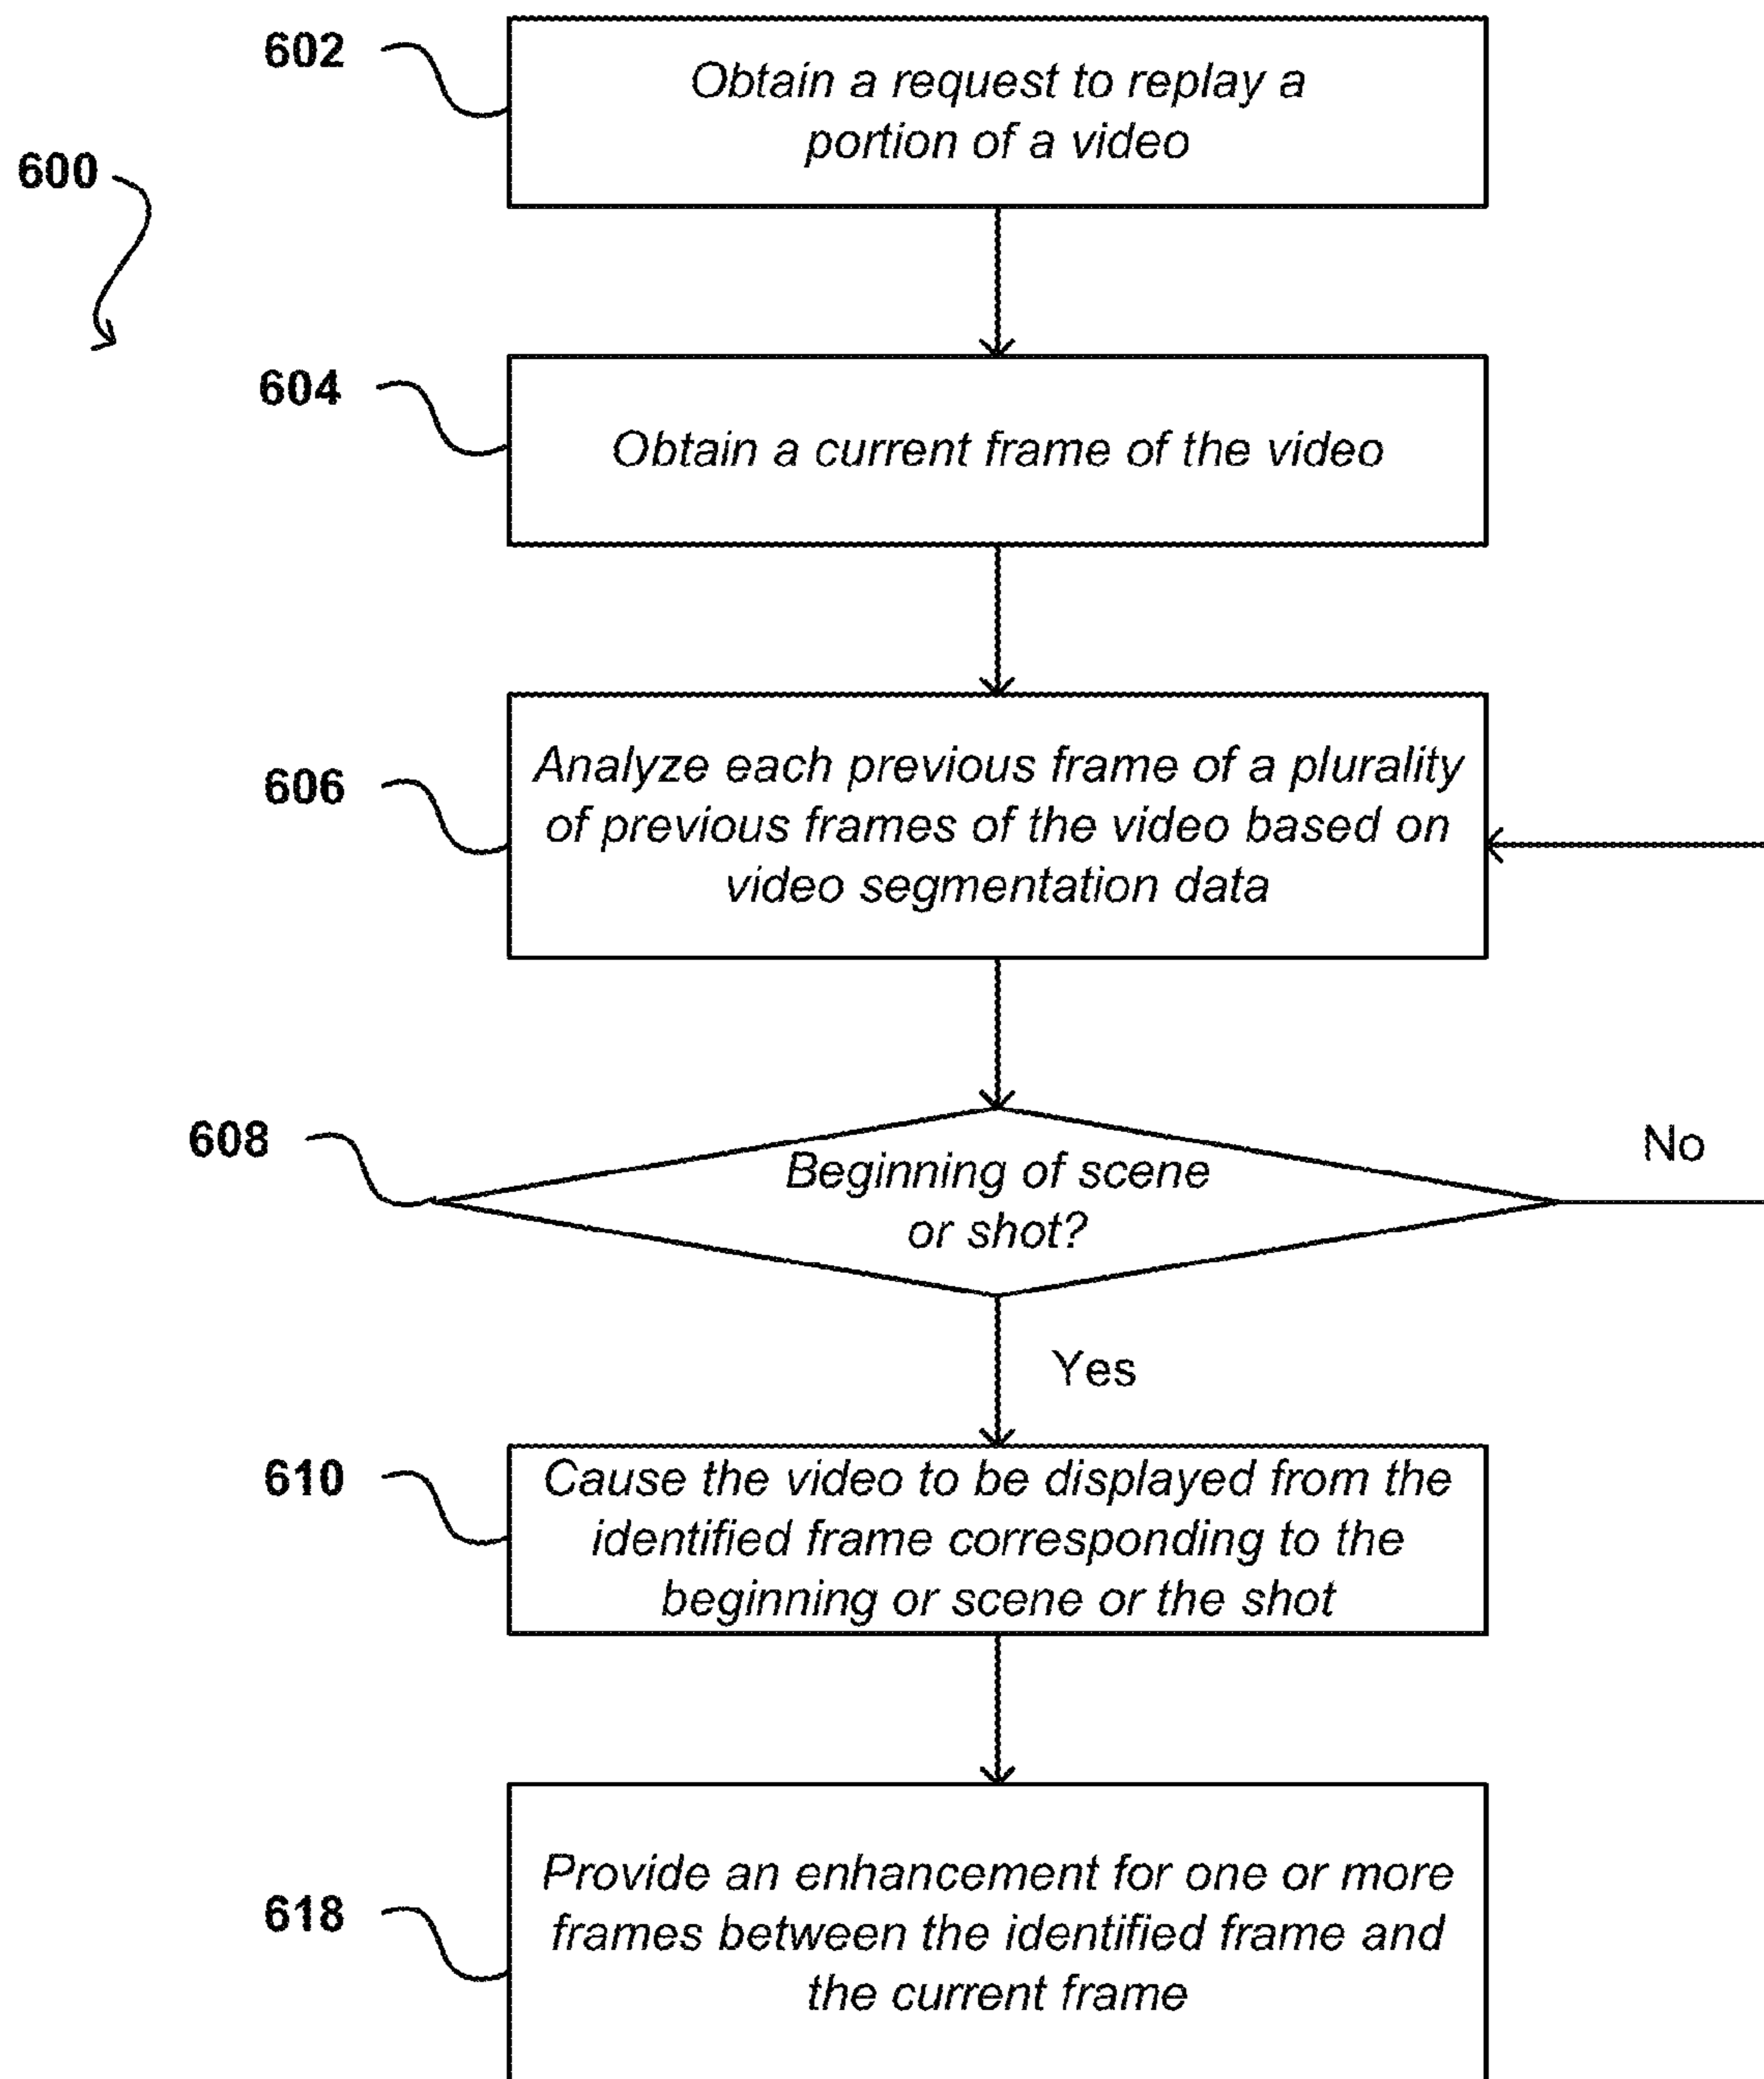 602
Obtain a request to replay a
portion of a video
600
604
Obtain a current frame of the video
606
Analyze each previous frame of a plurality
of previous frames of the video based on
video segmentation data
608
Beginning of scene
or shot?
No
Yes
610
Cause the video to be displayed from the
identified frame corresponding to the
beginning or scene or the shot
618
Provide an enhancement for one or more
frames between the identified frame and
the current frame